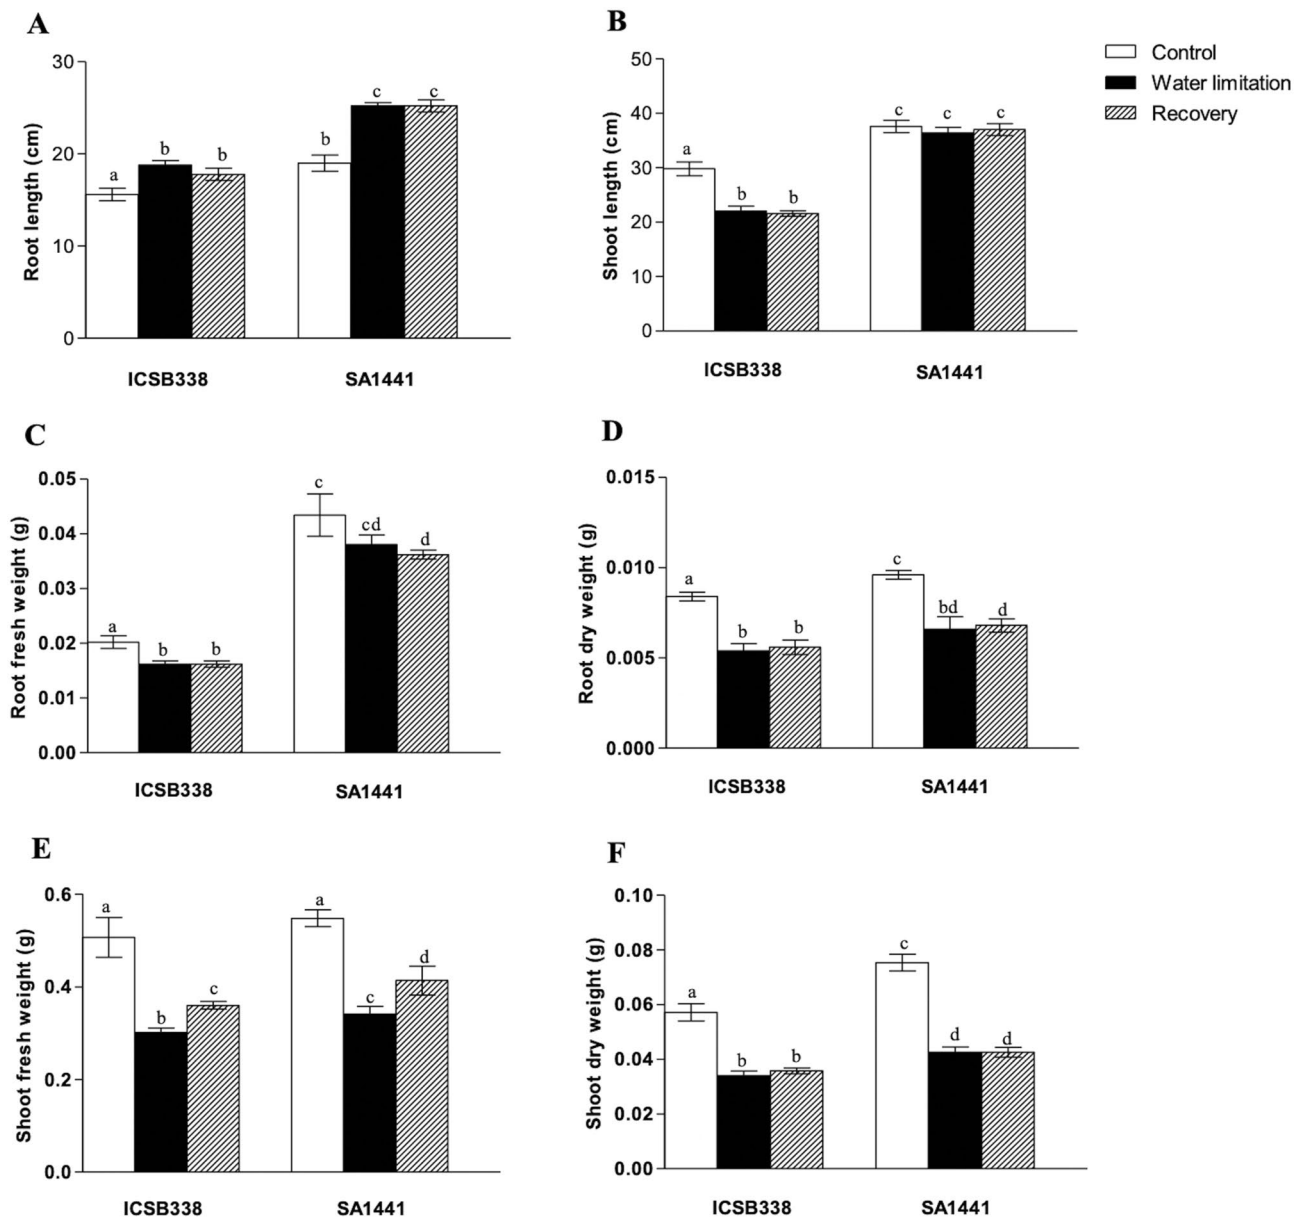 A
Root length (cm)
30
20
10
0
a
b
b
b
c
c
ICSB338
SA1441
B
Shoot length (cm)
50
40
30
20
10
0
a
b
b
c
c
c
ICSB338
SA1441
Control
Water limitation
Recovery
C
Root fresh weight (g)
0.05
0.04
0.03
0.02
0.01
0.00
a
b
b
c
cd
d
ICSB338
SA1441
D
Root dry weight (g)
0.015
0.010
0.005
0.000
a
b
b
c
bd
d
ICSB338
SA1441
E
Shoot fresh weight (g)
0.6
0.4
0.2
0.0
a
b
c
a
c
d
ICSB338
SA1441
F
Shoot dry weight (g)
0.10
0.08
0.06
0.04
0.02
0.00
a
b
b
c
d
d
ICSB338
SA1441